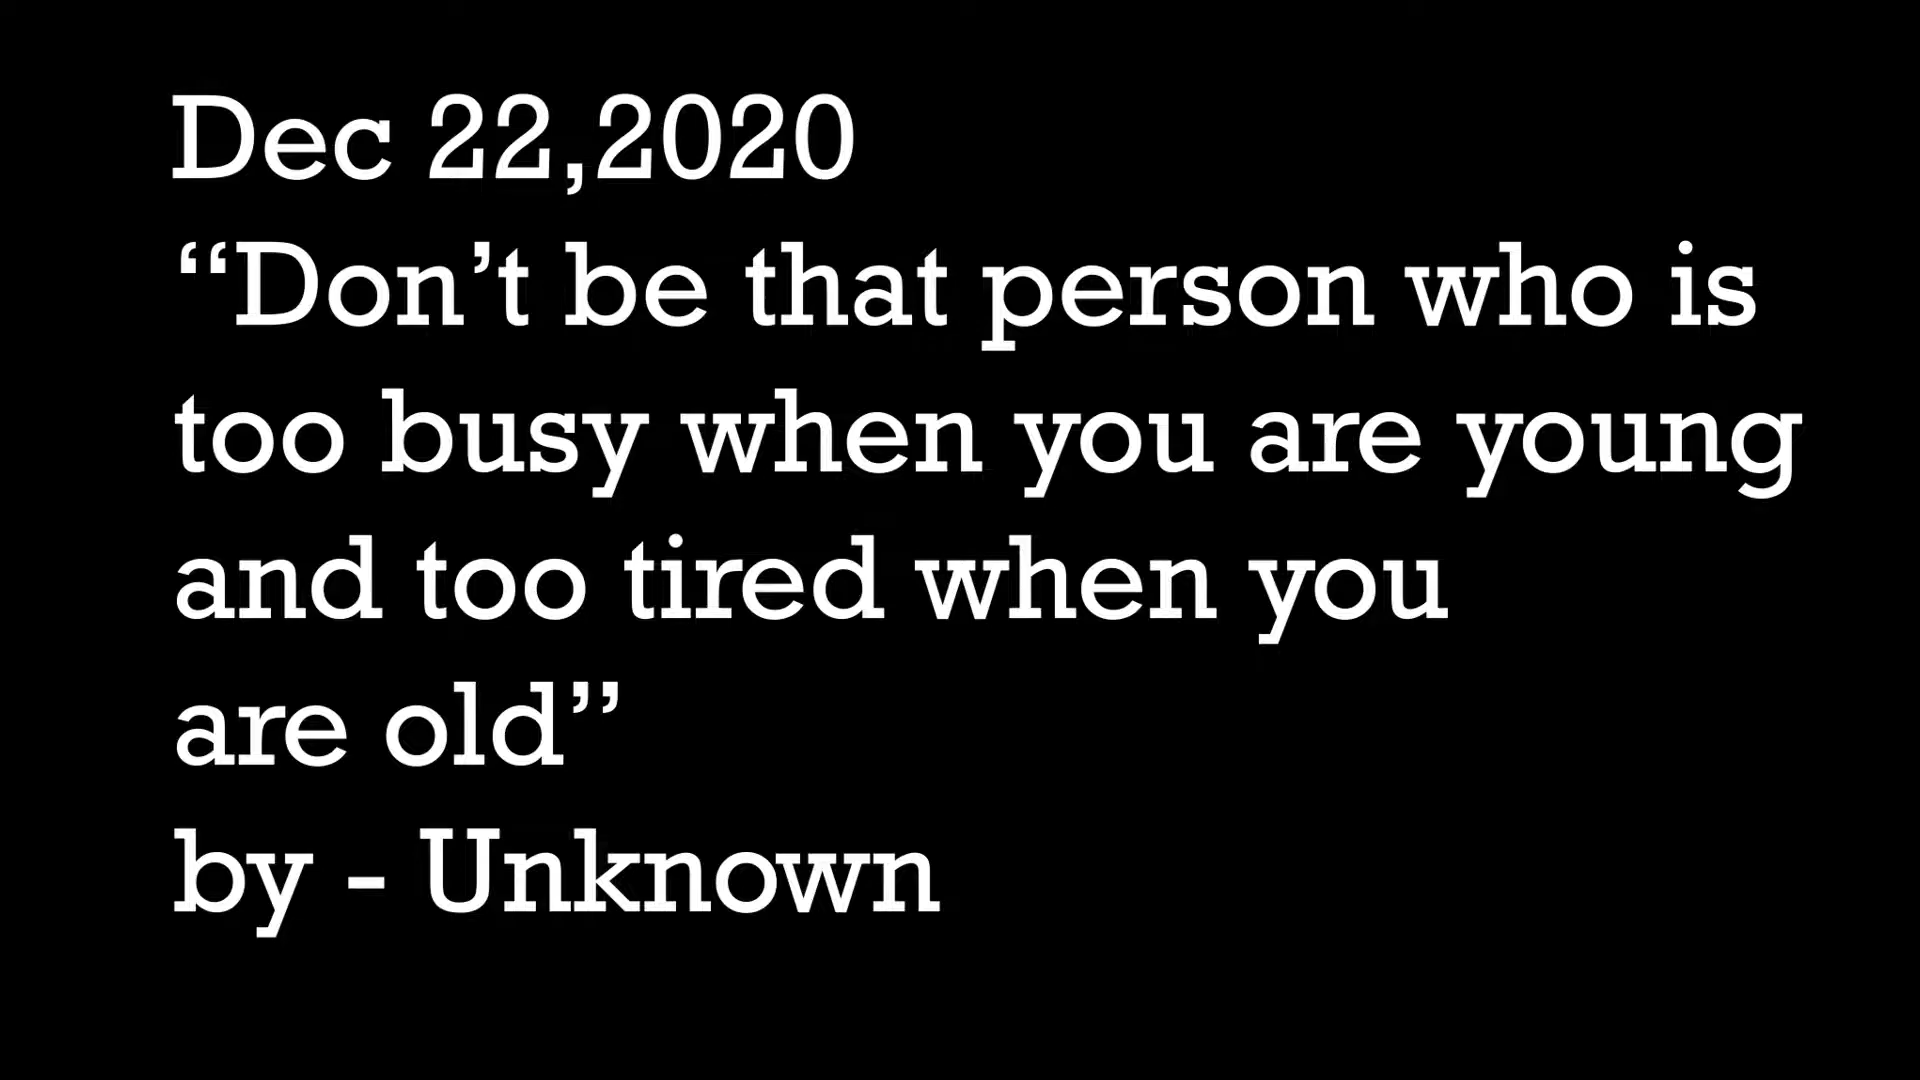 Dec 22,2020
“Don’t be that person who is
too busy when you are young
and too tired when you
are old”
by - Unknown